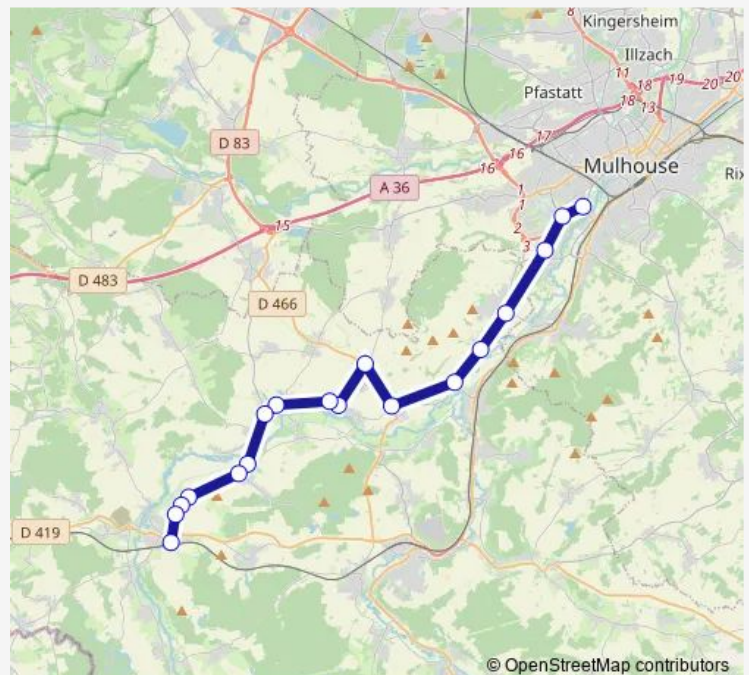 8
Kingersheim
Illzach
11
18
19
20
20
Pfastatt
18
13
D 83
17
16
16
Mulhouse
A 36
Rix
1
1
15
2
3
D 483
D 466
D 419
© OpenStreetMap contributors